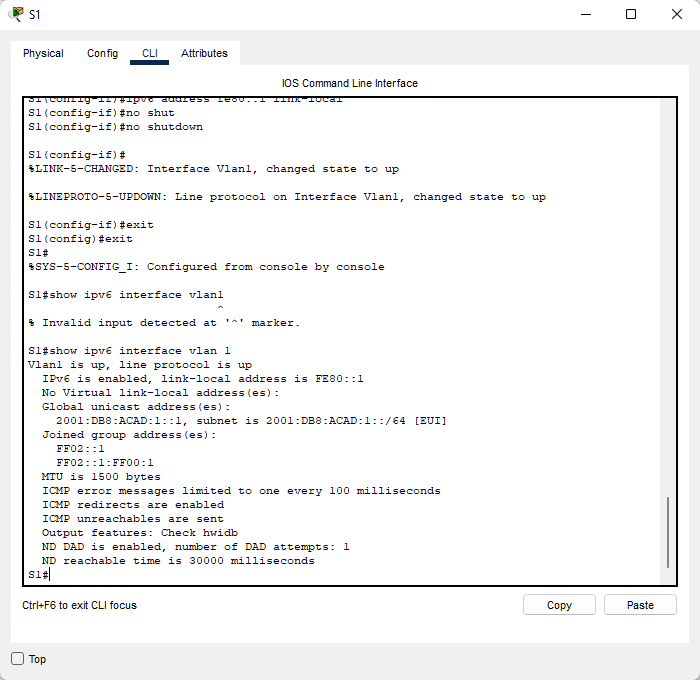 S1
Physical Config CLI Attributes
IOS Command Line Interface
S1(config-if)#ipv6 address fe80::1 link-local
S1(config-if)#no shut
S1(config-if)#no shutdown
S1(config-if)#
%LINK-5-CHANGED: Interface Vlan1, changed state to up
%LINEPROTO-5-UPDOWN: Line protocol on Interface Vlan1, changed state to up
S1(config-if)#exit
S1(config)#exit
S1#
%SYS-5-CONFIG_I: Configured from console by console
S1#show ipv6 interface vlan1
^
% Invalid input detected at '^' marker.
S1#show ipv6 interface vlan 1
Vlan1 is up, line protocol is up
IPv6 is enabled, link-local address is FE80::1
No Virtual link-local address(es):
Global unicast address(es):
2001:DB8:ACAD:1::1, subnet is 2001:DB8:ACAD:1::/64 [EUI]
Joined group address(es):
FF02::1
FF02::1:FF00:1
MTU is 1500 bytes
ICMP error messages limited to one every 100 milliseconds
ICMP redirects are enabled
ICMP unreachables are sent
Output features: Check hwidb
ND DAD is enabled, number of DAD attempts: 1
ND reachable time is 30000 milliseconds
S1#
Ctrl+F6 to exit CLI focus
Copy Paste
Top